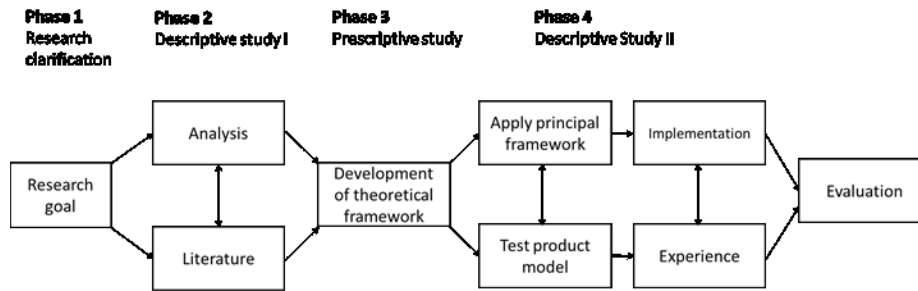 Phase 1
Research
clarification
Phase 2
Descriptive study I
Phase 3
Prescriptive study
Phase 4
Descriptive Study II
Research
goal
Analysis
Literature
Development
of theoretical
framework
Apply principal
framework
Test product
model
Implementation
Experience
Evaluation